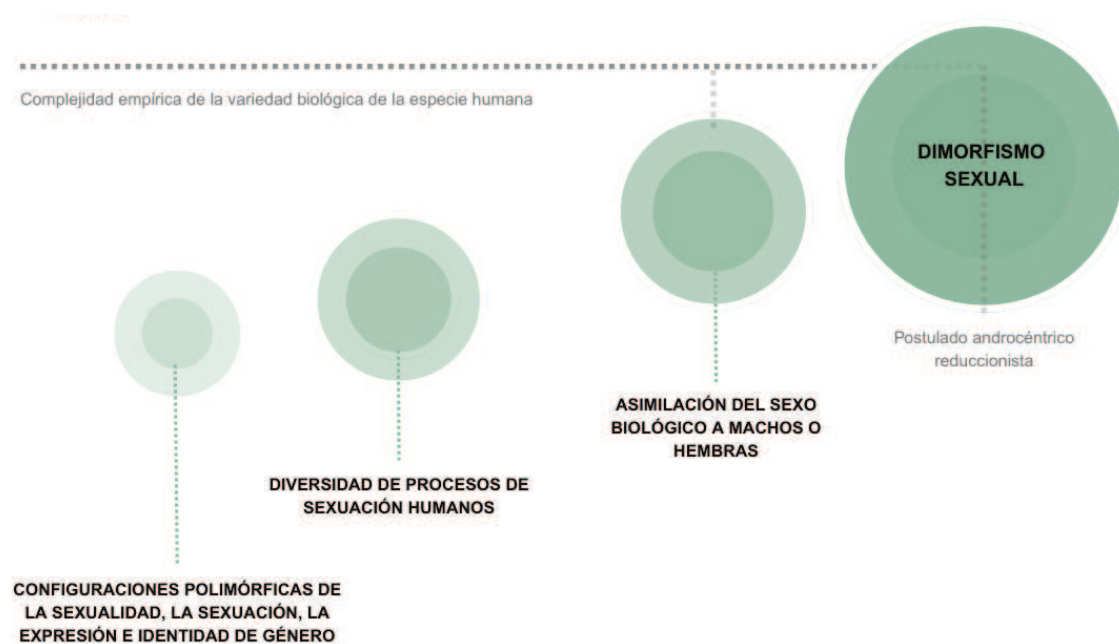 Complejidad empírica de la variedad biológica de la especie humana
DIMORFISMO
SEXUAL
Postulado androcéntrico
reduccionista
ASIMILACIÓN DEL SEXO
BIOLÓGICO A MACHOS O
HEMBRAS
DIVERSIDAD DE PROCESOS DE
SEXUACIÓN HUMANOS
CONFIGURACIONES POLIMÓRFICAS DE
LA SEXUALIDAD, LA SEXUACIÓN, LA
EXPRESIÓN E IDENTIDAD DE GÉNERO